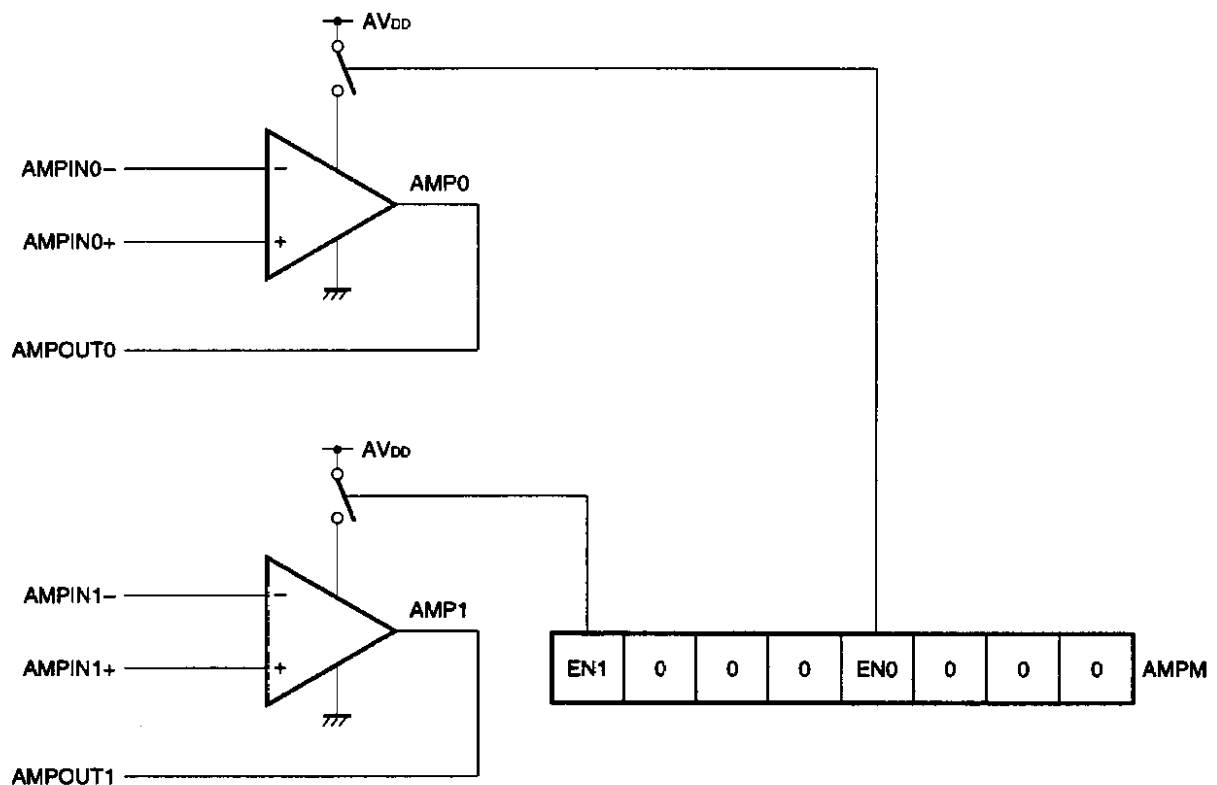 AVDD
AMPIN0−
−
AMP0
AMPIN0+
+
AMPOUT0
AVDD
AMPIN1−
−
AMP1
AMPIN1+
+
EN1 0 0 0 EN0 0 0 0 AMPM
AMPOUT1